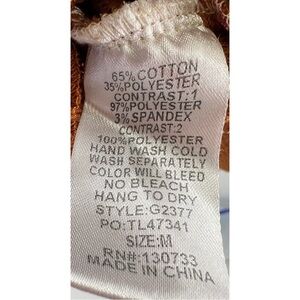 65% COTTON
35% POLYESTER
CONTRAST:1
97%POLYESTER
3% SPANDEX
CONTRAST:2
100%POLYESTER
HAND WASH COLD
WASH SEPARATELY
COLOR WILL BLEED
NO BLEACH
HANG TO DRY
STYLE:G2377
PO:TL47341
SIZE:M
RN#:130733
MADE IN CHINA